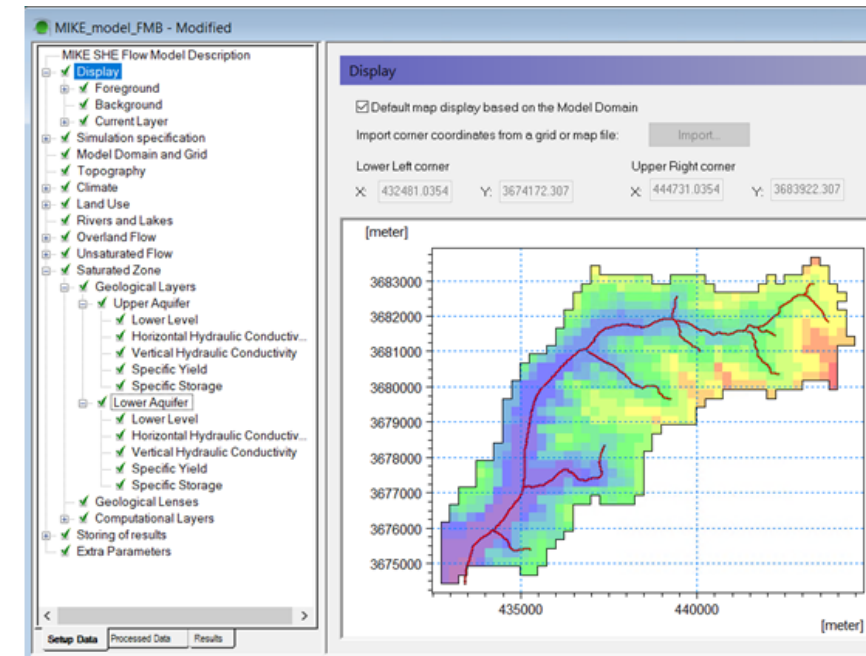 MIKE_model_FMB - Modified
MIKE SHE Flow Model Description
Display
Foreground
Background
Current Layer
Simulation specification
Model Domain and Grid
Topography
Climate
Land Use
Rivers and Lakes
Overland Flow
Unsaturated Flow
Saturated Zone
Geological Layers
Upper Aquifer
Lower Level
Horizontal Hydraulic Conductiv...
Vertical Hydraulic Conductivity
Specific Yield
Specific Storage
Lower Aquifer
Lower Level
Horizontal Hydraulic Conductiv...
Vertical Hydraulic Conductivity
Specific Yield
Specific Storage
Geological Lenses
Computational Layers
Storing of results
Extra Parameters
Setup Data Processed Data Results
Display
Default map display based on the Model Domain
Import corner coordinates from a grid or map file: Import...
Lower Left corner Upper Right corner
X: 432481.0354 Y: 3674172.307 X: 444731.0354 Y: 3683922.307
[meter]
3683000
3682000
3681000
3680000
3679000
3678000
3677000
3676000
3675000
435000 440000
[meter]